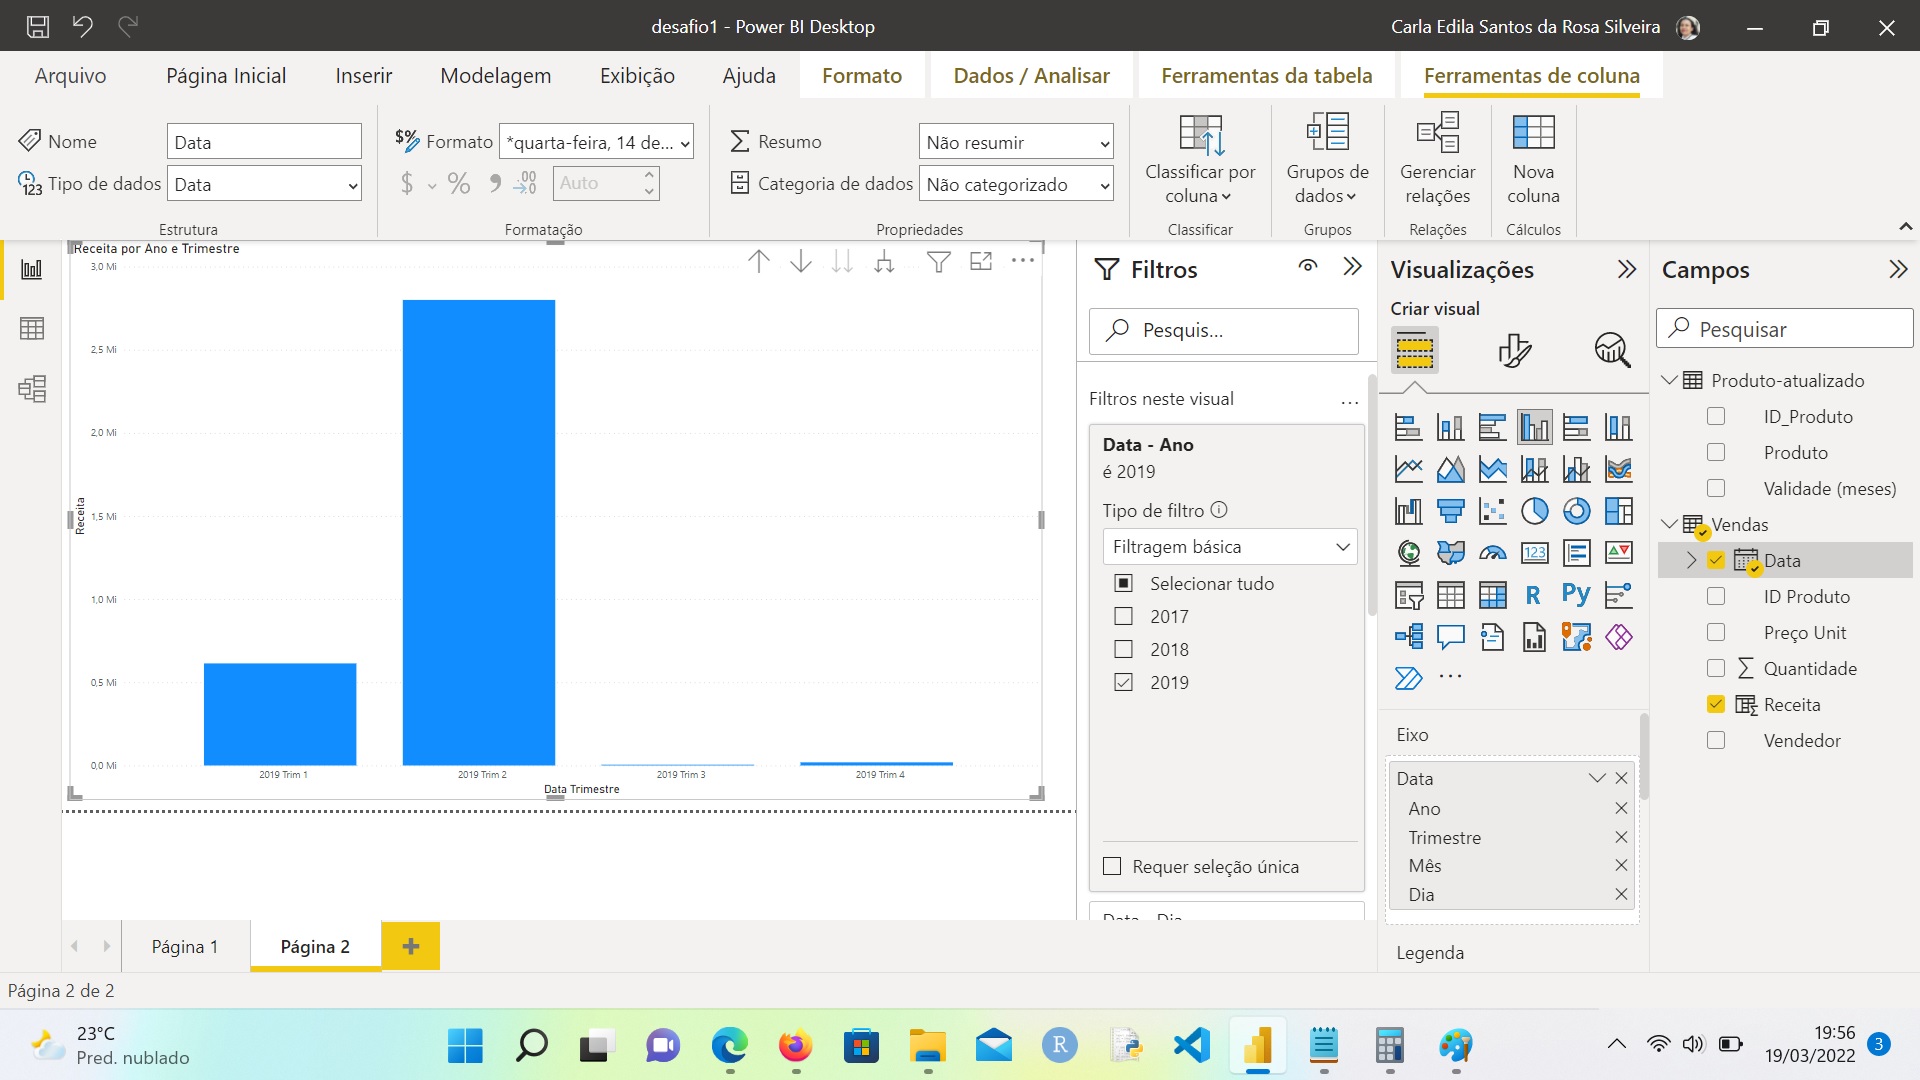 desafio1 - Power BI Desktop
Carla Edila Santos da Rosa Silveira
Arquivo
Página Inicial
Inserir
Modelagem
Exibição
Ajuda
Formato
Dados / Analisar
Ferramentas da tabela
Ferramentas de coluna
Nome
Data
Tipo de dados
Data
Estrutura
$% Formato
*quarta-feira, 14 de...
$ % 9 .00
Auto
Formatação
Resumo
Não resumir
Categoria de dados
Não categorizado
Propriedades
Classificar por
coluna
Classificar
Grupos de
dados
Grupos
Gerenciar
relações
Relações
Nova
coluna
Cálculos
Receita por Ano e Trimestre
3,0 Mi
2,5 Mi
2,0 Mi
1,5 Mi
1,0 Mi
0,5 Mi
0,0 Mi
Receita
2019 Trim 1
2019 Trim 2
2019 Trim 3
2019 Trim 4
Data Trimestre
Filtros
Pesquis...
Filtros neste visual
...
Data - Ano
é 2019
Tipo de filtro
Filtragem básica
Selecionar tudo
2017
2018
2019
Requer seleção única
Data - Dia
Visualizações
Criar visual
123
R
Py
...
Eixo
Data
Ano
Trimestre
Mês
Dia
Legenda
Campos
Pesquisar
Produto-atualizado
ID_Produto
Produto
Validade (meses)
Vendas
Data
ID Produto
Preço Unit
Quantidade
Receita
Vendedor
Página 1
Página 2
+
Página 2 de 2
23°C
Pred. nublado
R
19:56
19/03/2022
3